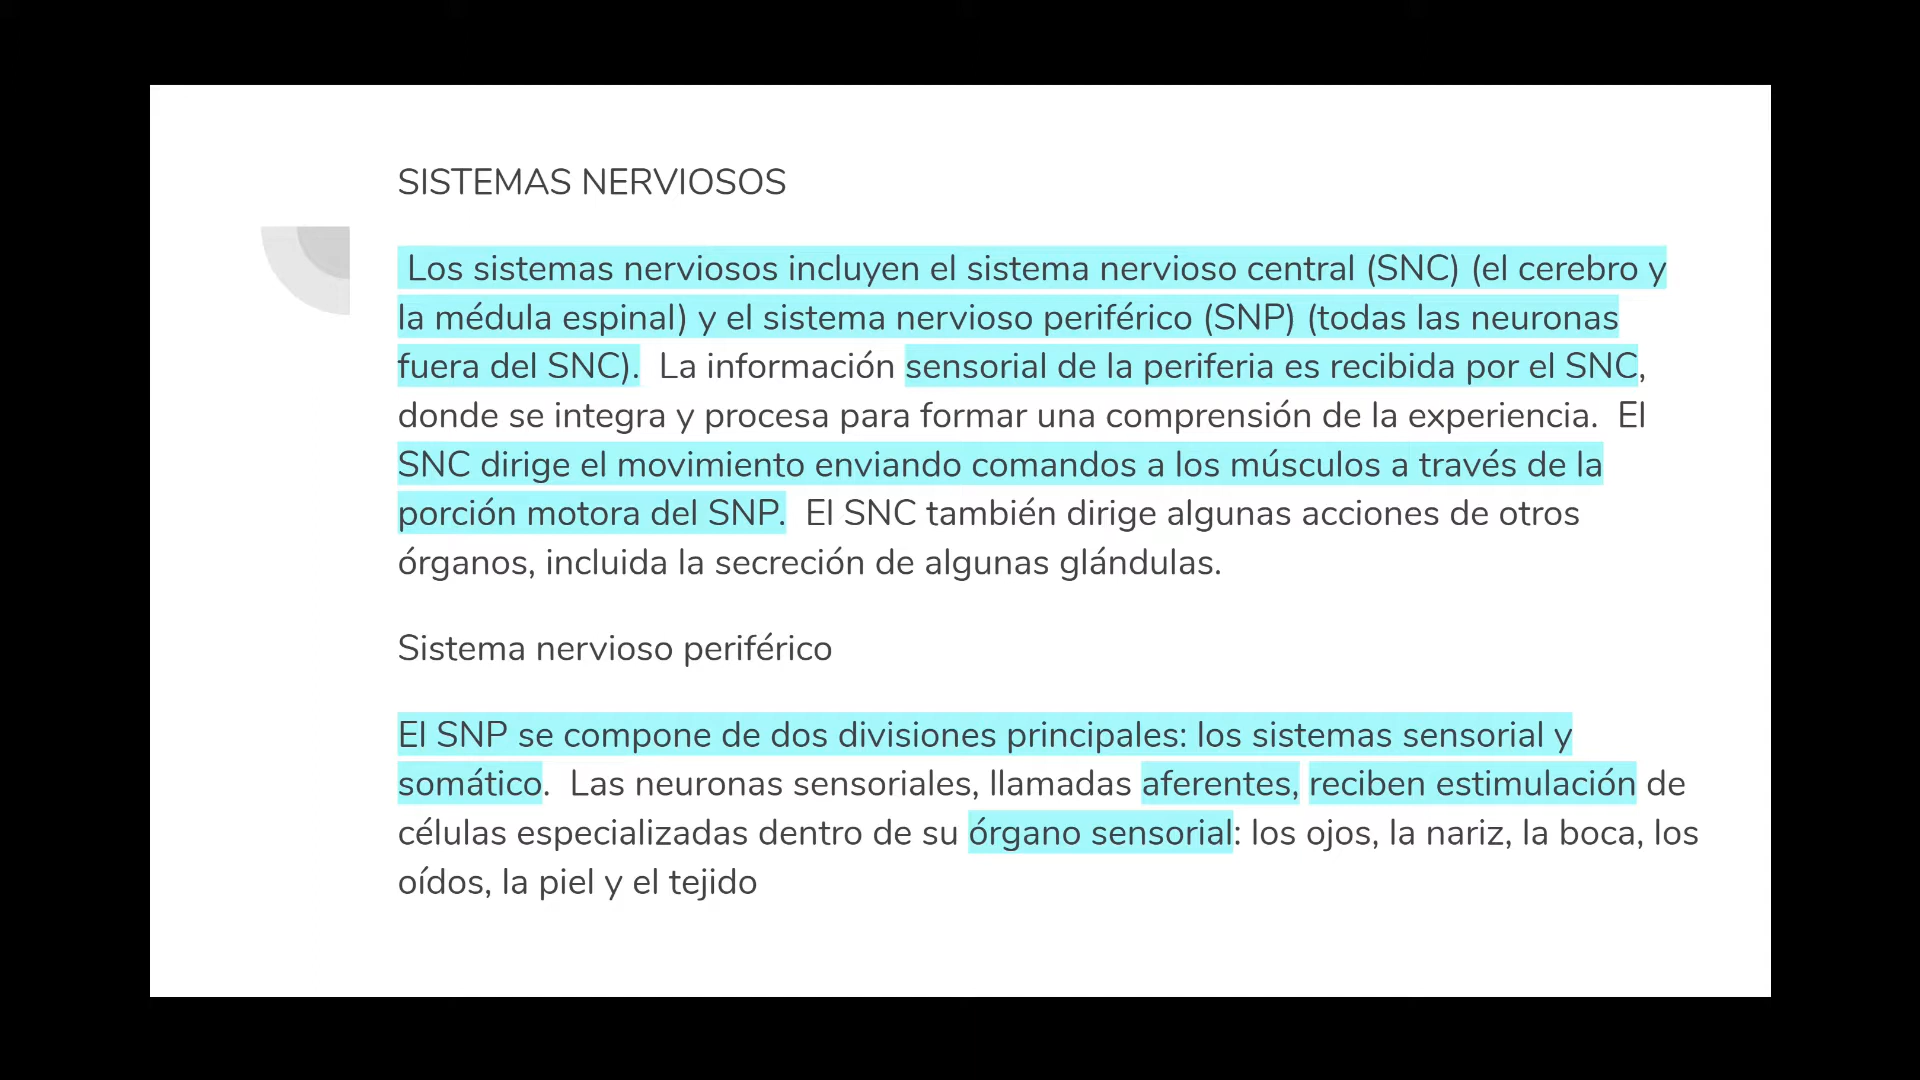 SISTEMAS NERVIOSOS
Los sistemas nerviosos incluyen el sistema nervioso central (SNC) (el cerebro y
la médula espinal) y el sistema nervioso periférico (SNP) (todas las neuronas
fuera del SNC).  La información sensorial de la periferia es recibida por el SNC,
donde se integra y procesa para formar una comprensión de la experiencia.  El
SNC dirige el movimiento enviando comandos a los músculos a través de la
porción motora del SNP.  El SNC también dirige algunas acciones de otros
órganos, incluida la secreción de algunas glándulas.
Sistema nervioso periférico
El SNP se compone de dos divisiones principales: los sistemas sensorial y
somático.  Las neuronas sensoriales, llamadas aferentes, reciben estimulación de
células especializadas dentro de su órgano sensorial: los ojos, la nariz, la boca, los
oídos, la piel y el tejido